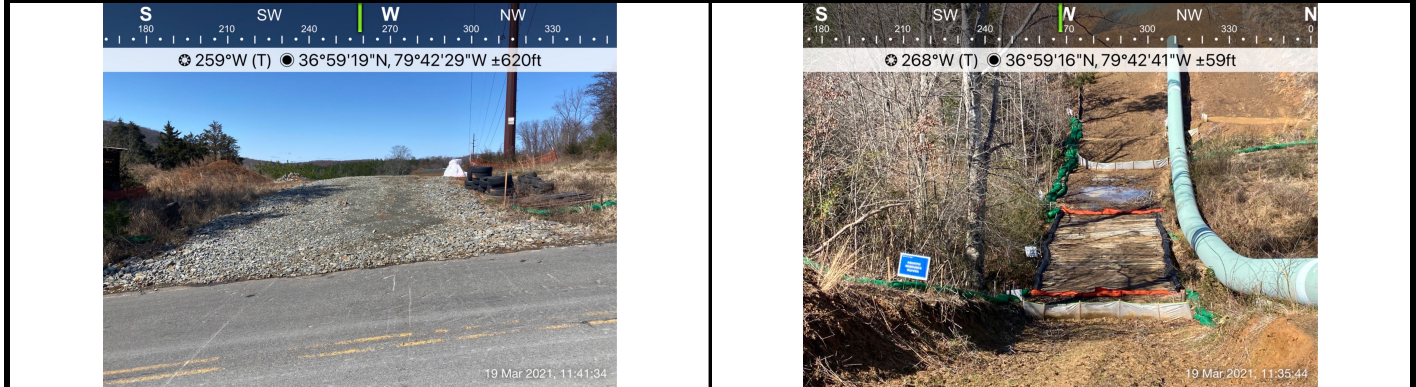 S SW W NW
180 210 240 270 300 330
259°W (T) 36°59'19"N, 79°42'29"W ±620ft
19 Mar 2021, 11:41:34
S SW W NW N
180 210 240 270 300 330 0
268°W (T) 36°59'16"N, 79°42'41"W ±59ft
19 Mar 2021, 11:35:44